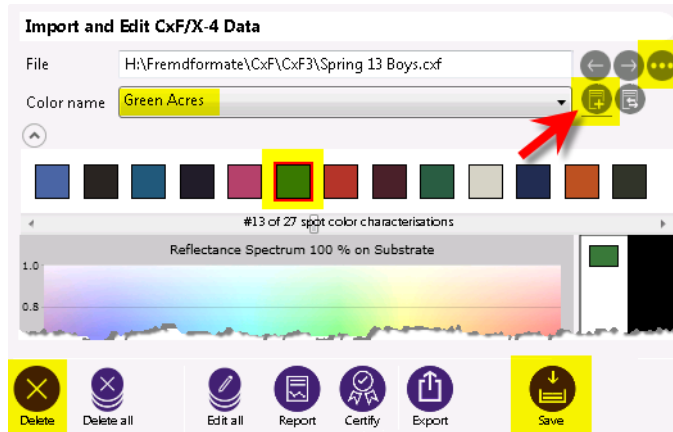 Import and Edit CxF/X-4 Data
File H:\Fremdformate\CxF\CxF3\Spring 13 Boys.cxf
Color name Green Acres
#13 of 27 spot color characterisations
Reflectance Spectrum 100 % on Substrate
1.0
0.8
Delete Delete all Edit all Report Certify Export Save